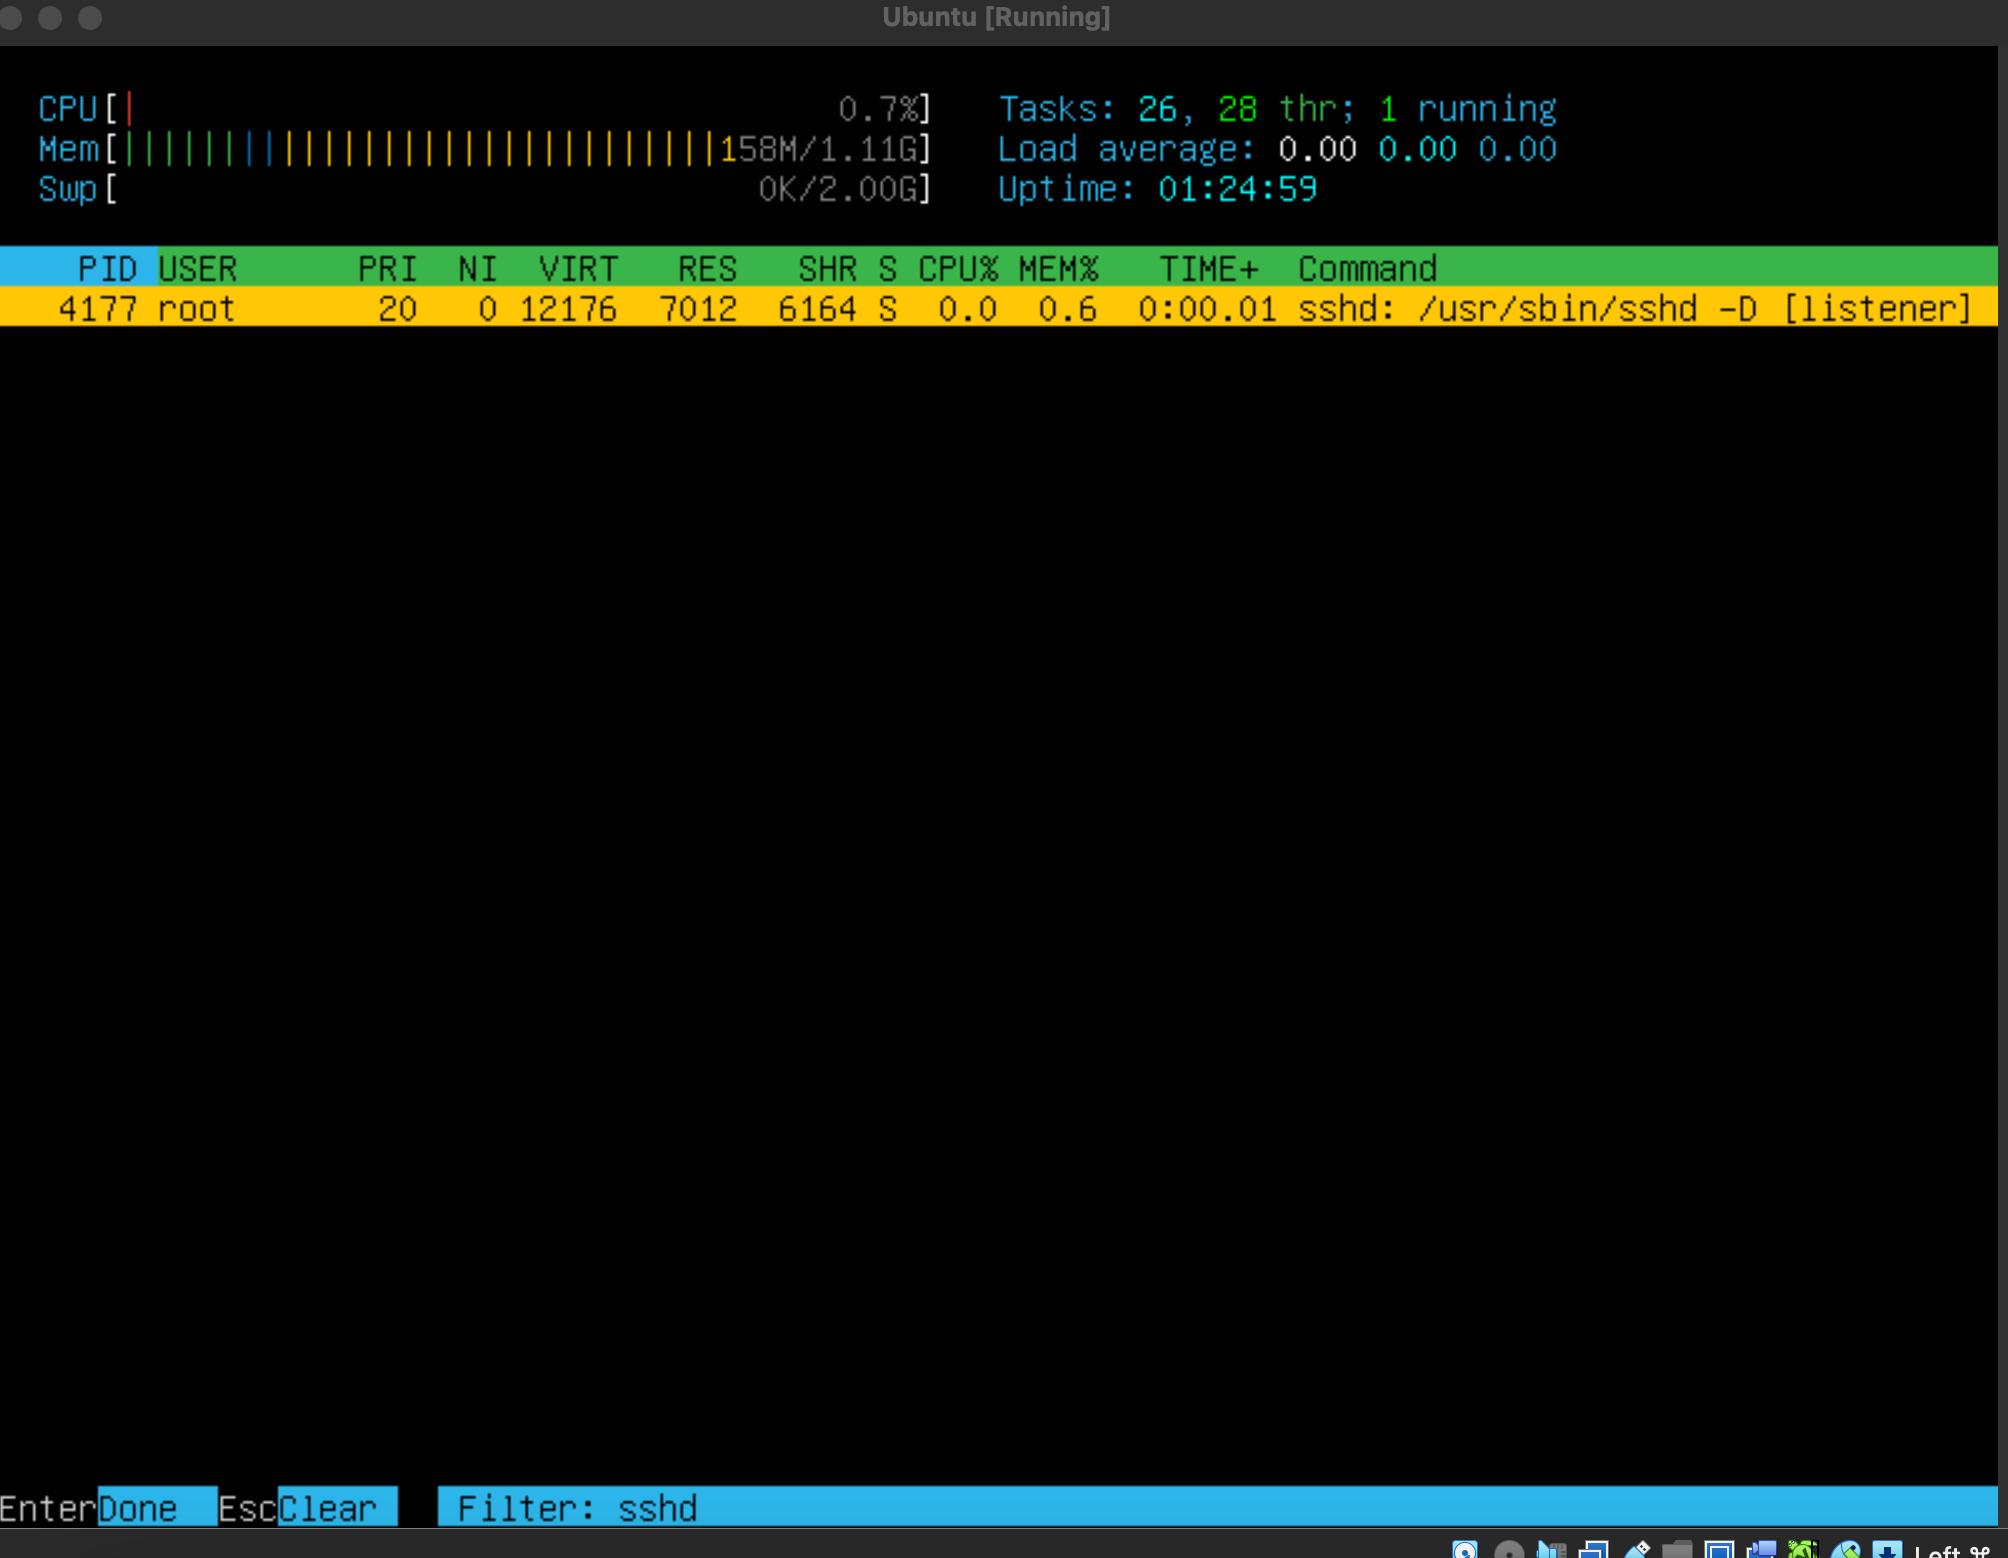 Ubuntu [Running]
CPU[| 0.7%] Tasks: 26, 28 thr; 1 running
Mem[||||||||||||||||||||||||||||||158M/1.11G] Load average: 0.00 0.00 0.00
Swp[ 0K/2.00G] Uptime: 01:24:59
PID USER PRI NI VIRT RES SHR S CPU% MEM% TIME+ Command
4177 root 20 0 12176 7012 6164 S 0.0 0.6 0:00.01 sshd: /usr/sbin/sshd -D [listener]
EnterDone EscClear Filter: sshd
Left ⌘